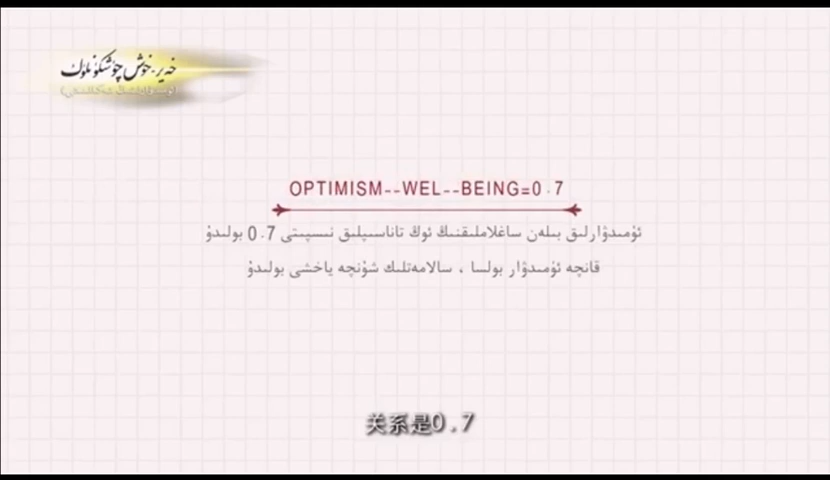 خەير-خوش چۈشكۈنلۈك
OPTIMISM--WEL--BEING=0.7
ئۈمىدۋارلىق بىلەن ساغلاملىقنىڭ ئوڭ تاناسىپلىق نىسپىتى 0.7 بولىدۇ
قانچە ئۈمىدۋار بولسا ، سالامەتلىك شۇنچە ياخشى بولىدۇ
关系是0.7